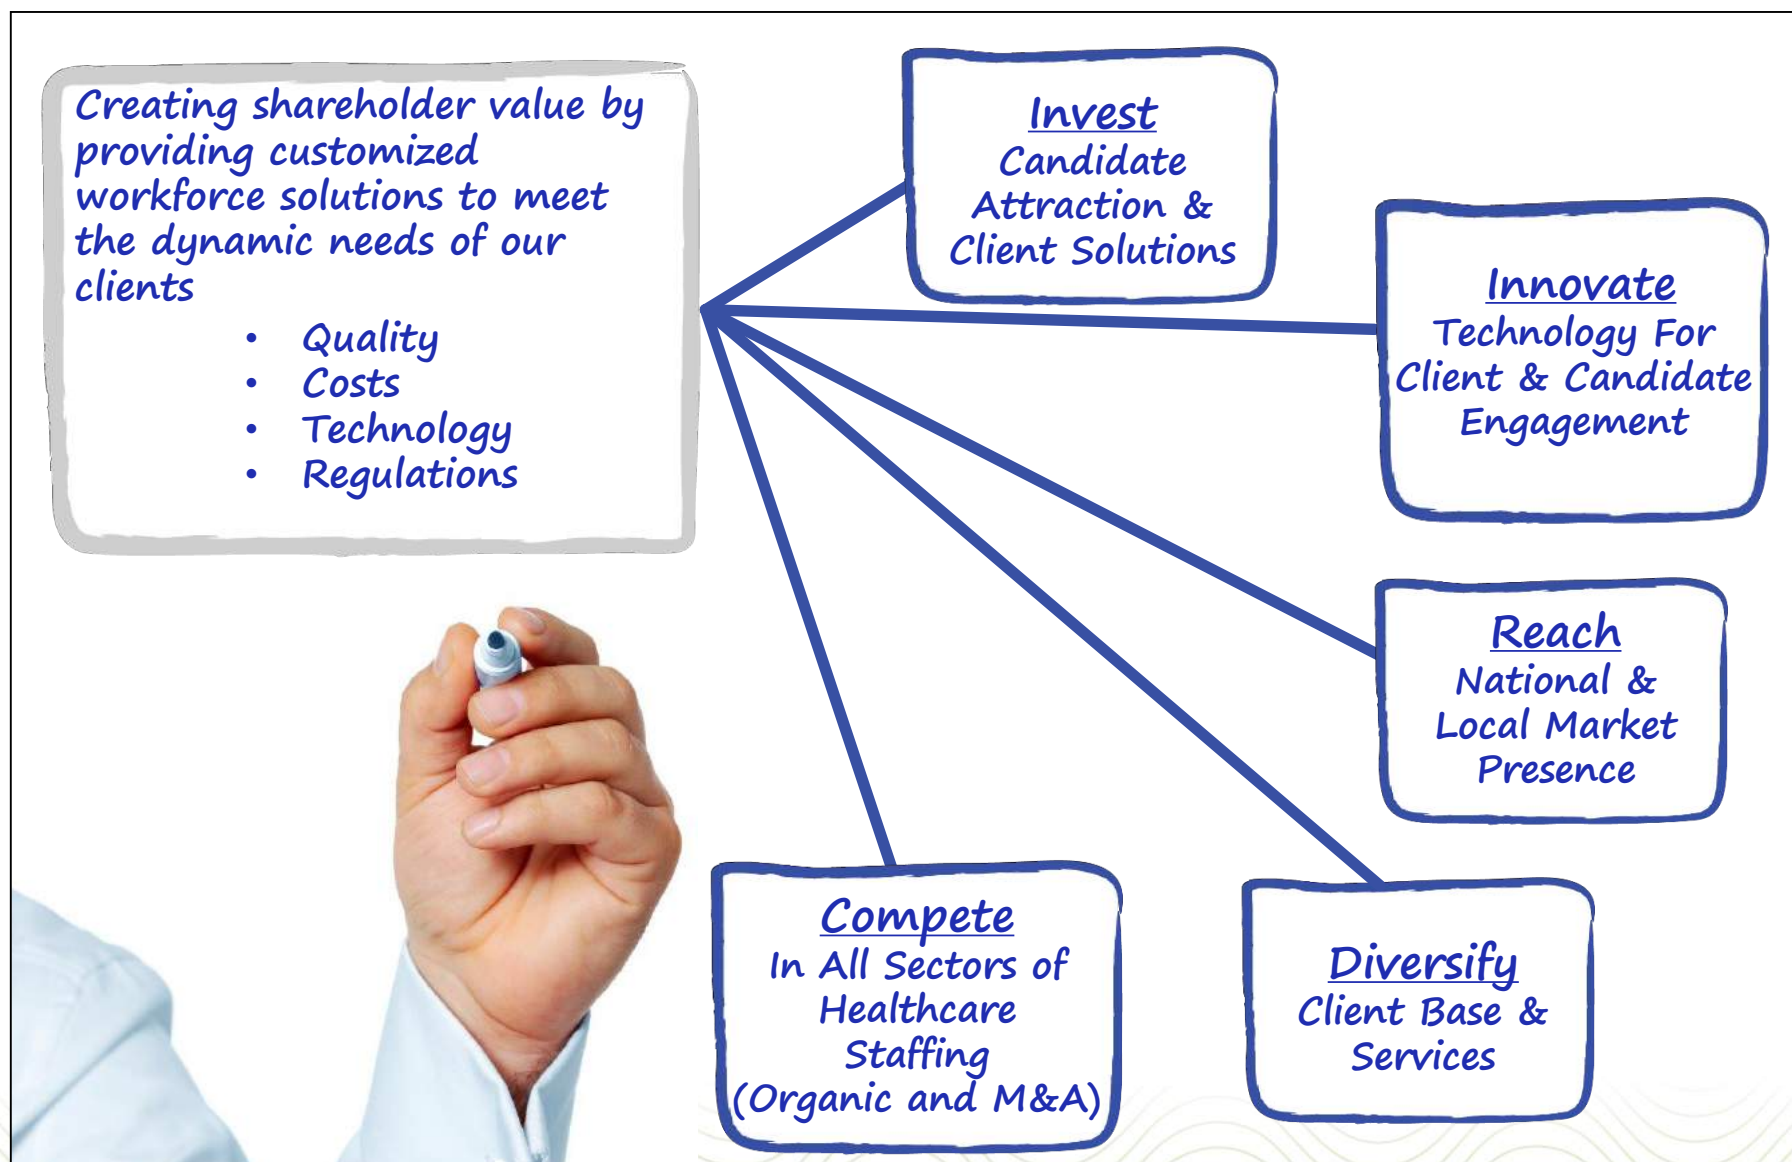 Creating shareholder value by
providing customized
workforce solutions to meet
the dynamic needs of our
clients
• Quality
• Costs
• Technology
• Regulations
Invest
Candidate
Attraction &
Client Solutions
Innovate
Technology For
Client & Candidate
Engagement
Reach
National &
Local Market
Presence
Diversify
Client Base &
Services
Compete
In All Sectors of
Healthcare
Staffing
(Organic and M&A)